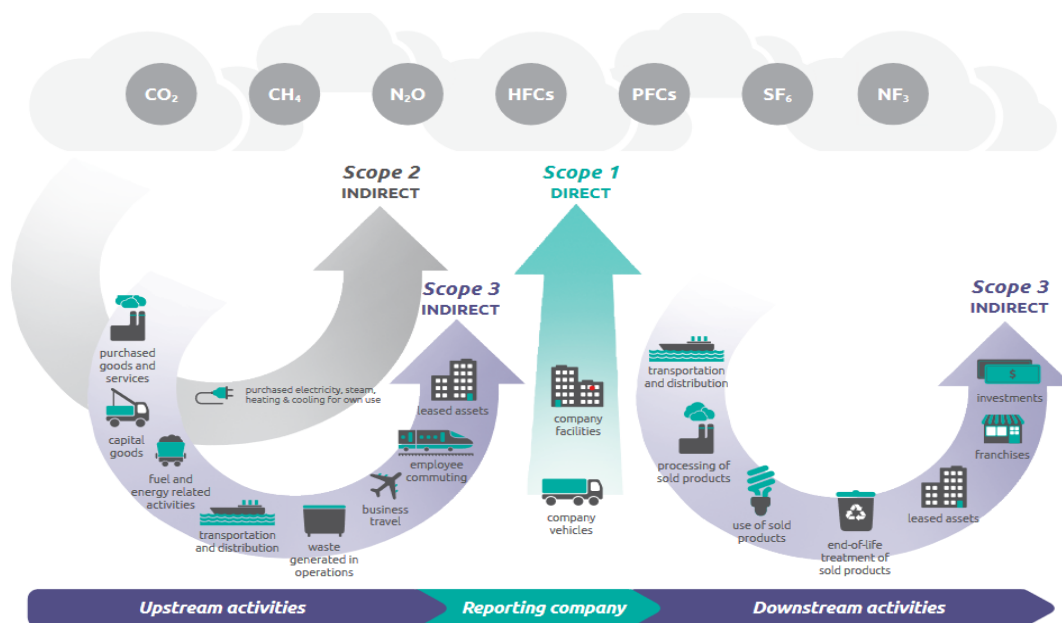 CO₂
CH₄
N₂O
HFCs
PFCs
SF₆
NF₃
Scope 2
INDIRECT
Scope 1
DIRECT
Scope 3
INDIRECT
Scope 3
INDIRECT
purchased
goods and
services
capital
goods
fuel and
energy related
activities
purchased electricity, steam,
heating & cooling for own use
transportation
and distribution
waste
generated in
operations
business
travel
employee
commuting
leased assets
company
facilities
company
vehicles
transportation
and distribution
processing of
sold products
use of sold
products
end-of-life
treatment of
sold products
leased assets
franchises
$
investments
Upstream activities
Reporting company
Downstream activities